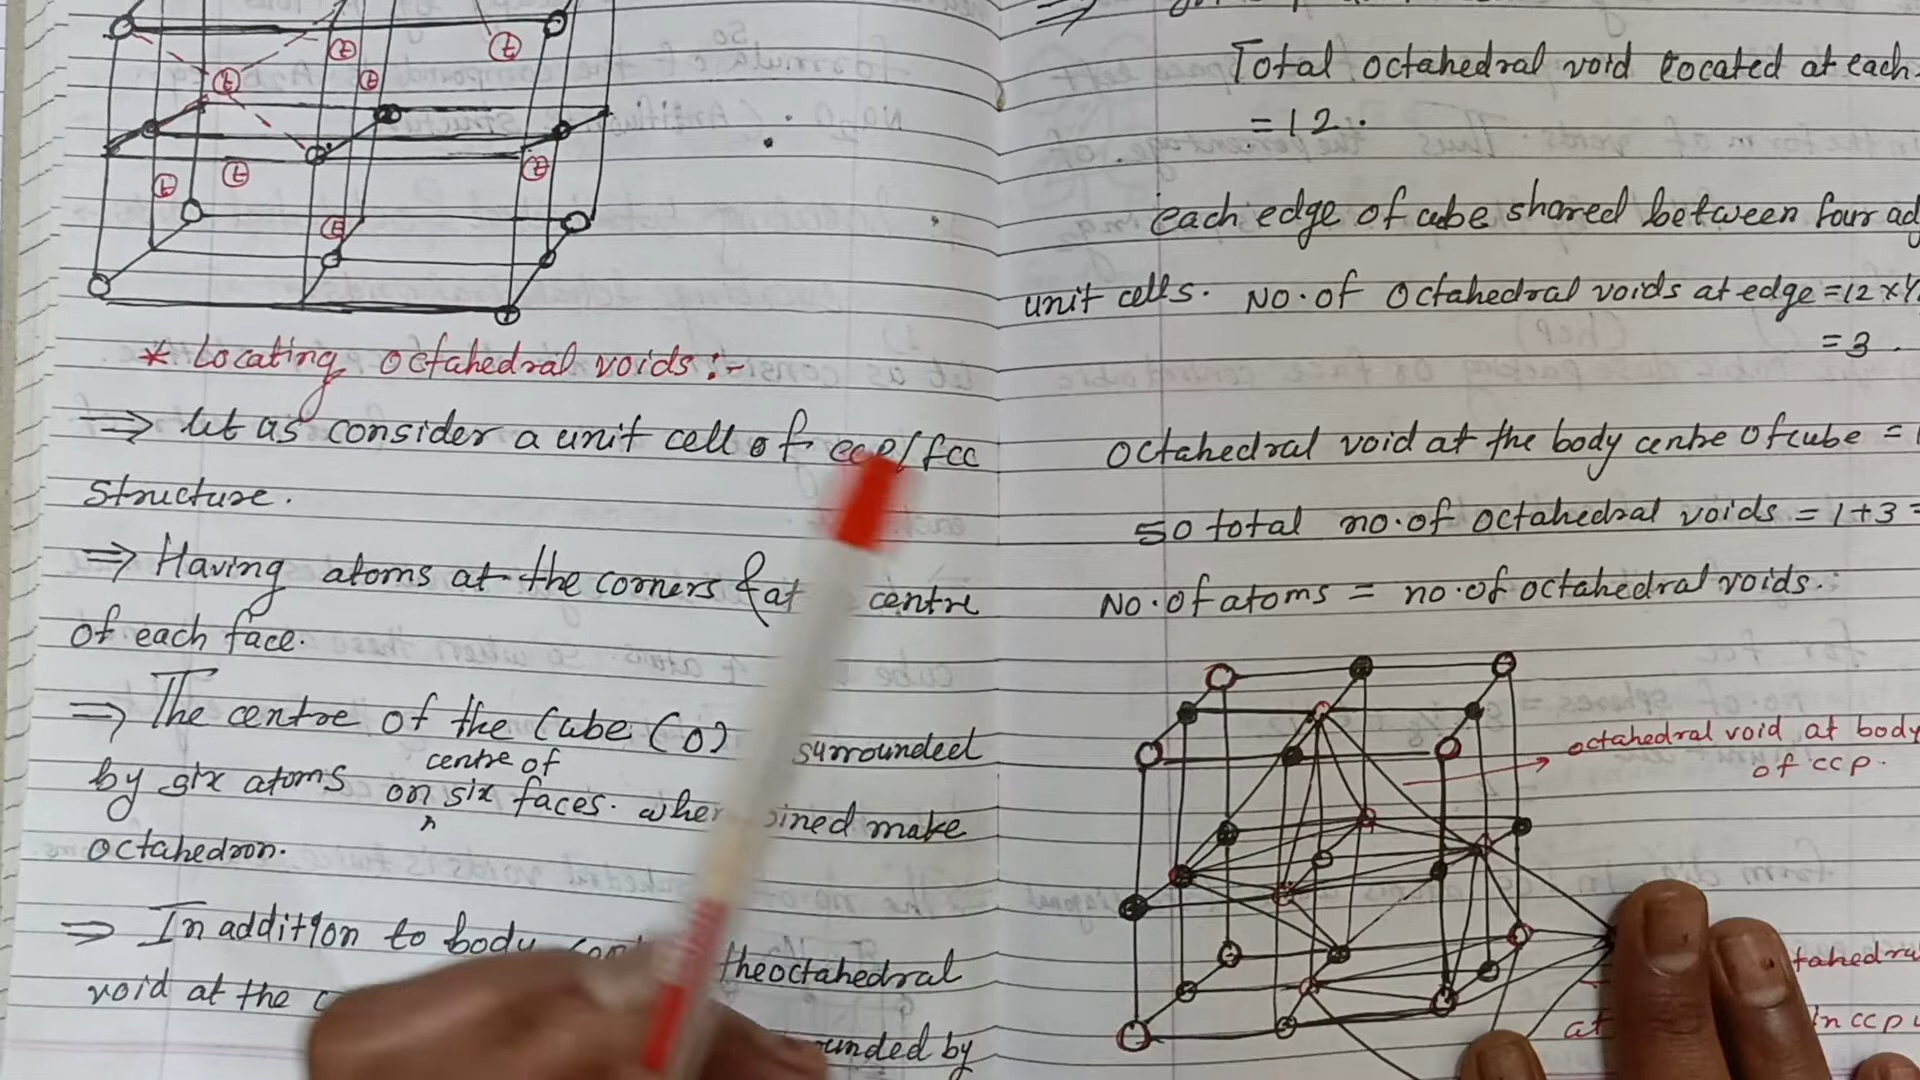 * Locating octahedral voids :-
⇒ let as consider a unit cell of ccp/fcc
structure.
⇒ Having atoms at the corners & at centre
of each face.
⇒ The centre of the Cube (O) surrounded
centre of
by six atoms on six faces. when joined make
octahedron.
⇒ In addition to body the octahedral
void at the
by
Total octahedral void located at each
= 12.
each edge of cube shared between four
unit cells. No. of octahedral voids at edge = 12 x
= 3.
Octahedral void at the body centre of cube =
so total no. of octahedral voids = 1 + 3 =
No. of atoms = no. of octahedral voids.
octahedral void at body
of ccp.
at in ccp